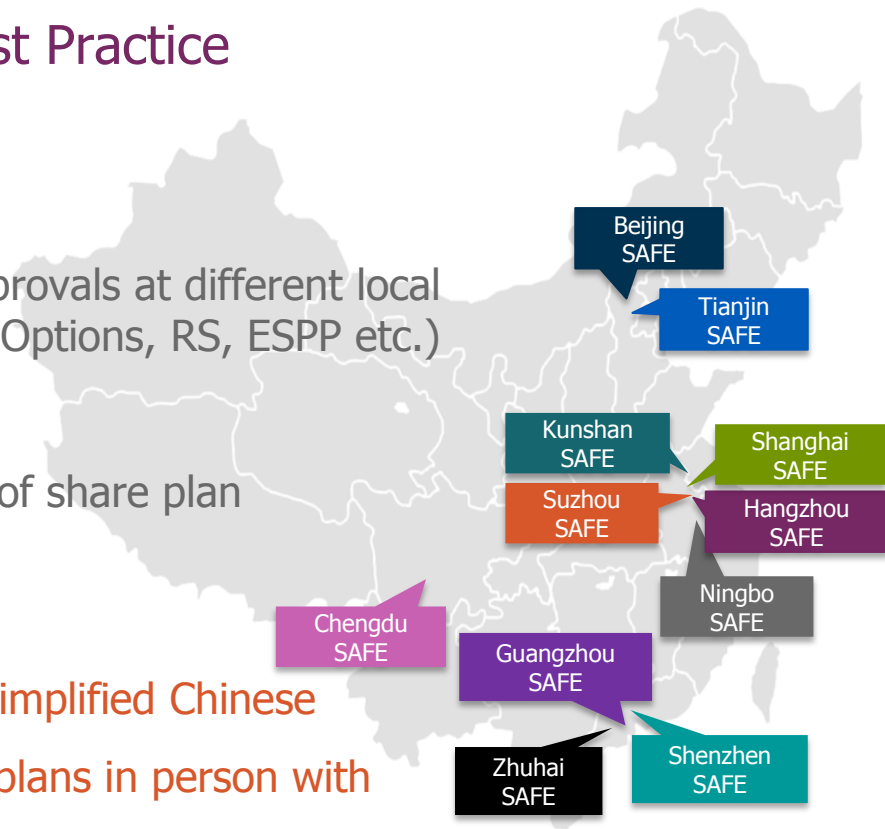 st Practice
Beijing
SAFE
provals at different local
Tianjin
SAFE
Options, RS, ESPP etc.)
Kunshan
SAFE
Shanghai
SAFE
of share plan
Suzhou
SAFE
Hangzhou
SAFE
Ningbo
SAFE
Chengdu
SAFE
Guangzhou
SAFE
implified Chinese
Zhuhai
SAFE
Shenzhen
SAFE
plans in person with